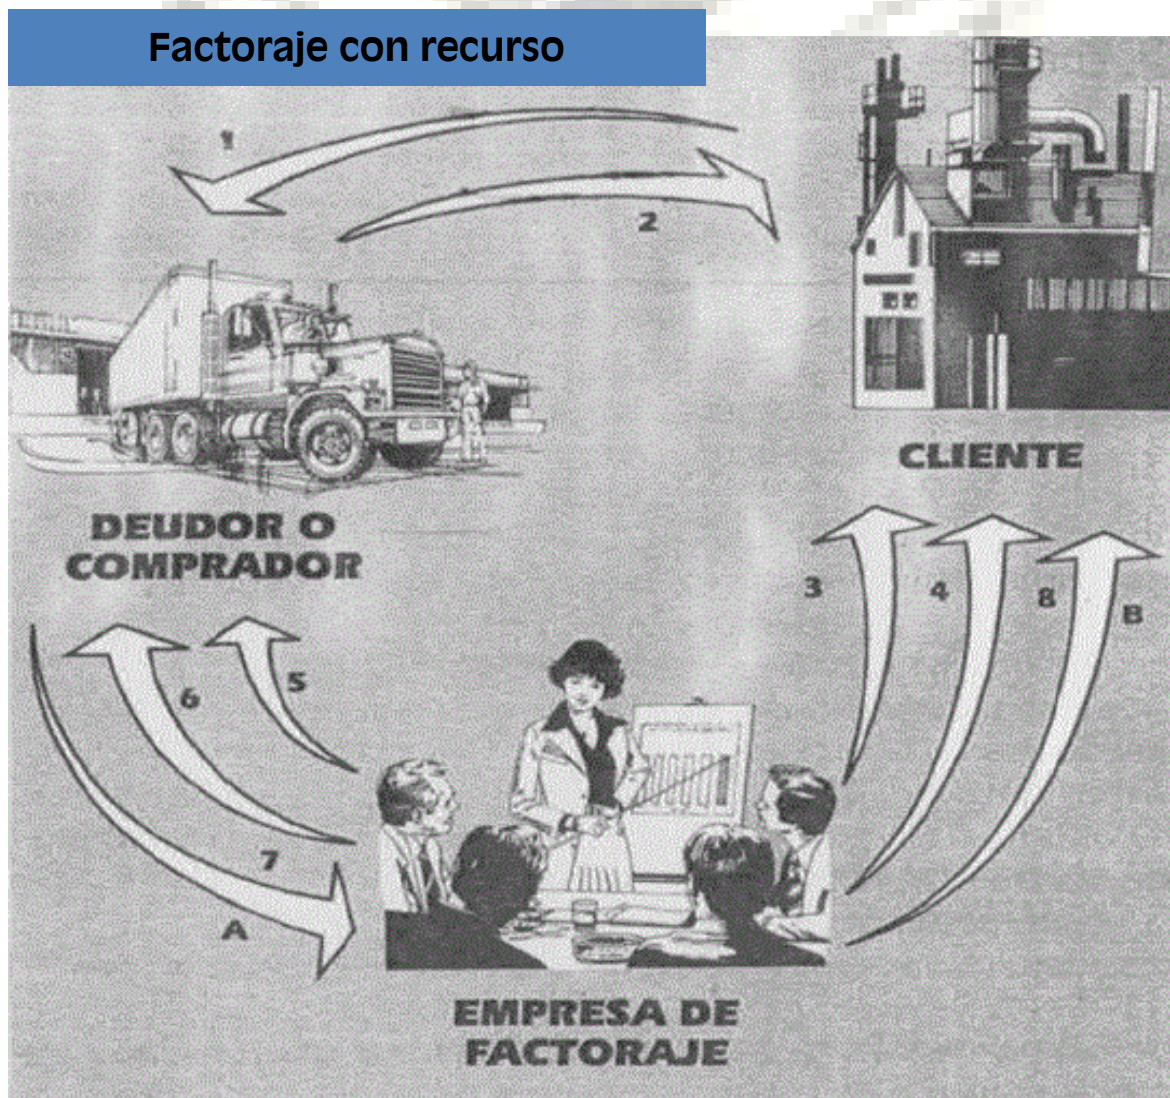 Factoraje con recurso
1
2
CLIENTE
DEUDOR O
COMPRADOR
3
4
8
B
5
6
7
A
EMPRESA DE
FACTORAJE